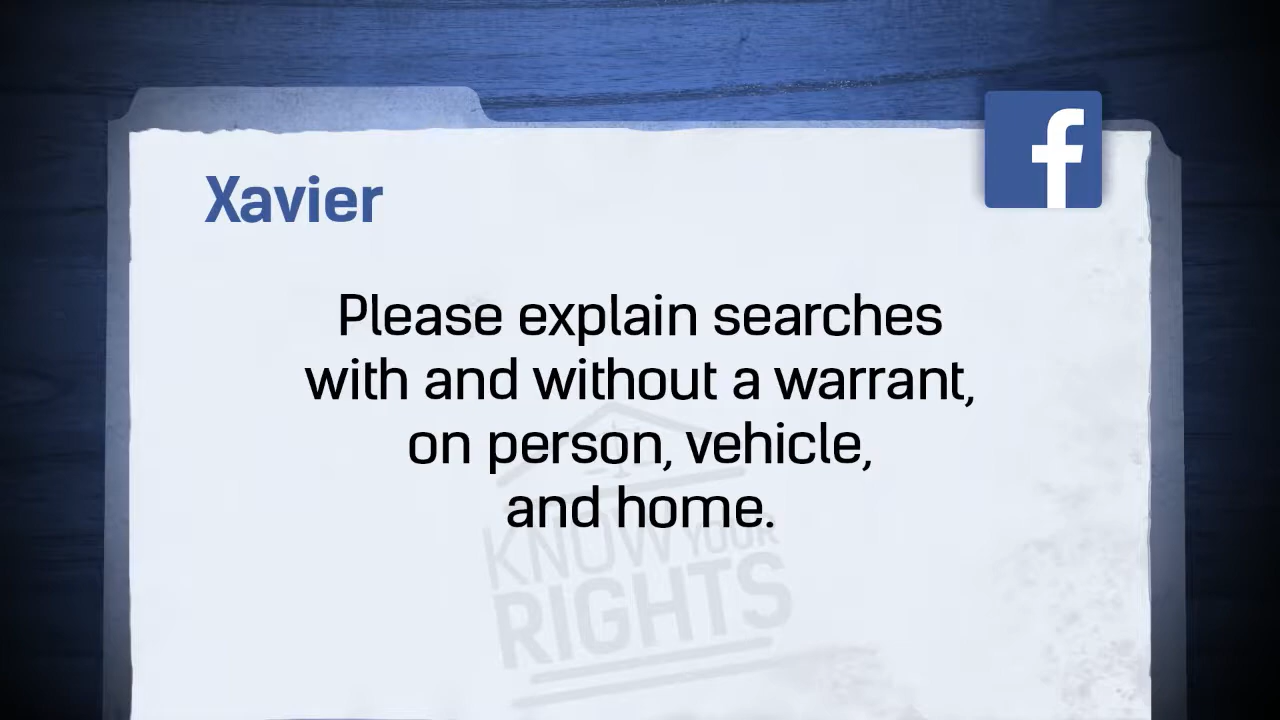 Xavier
f
Please explain searches
with and without a warrant,
on person, vehicle,
and home.
KNOW YOUR
RIGHTS